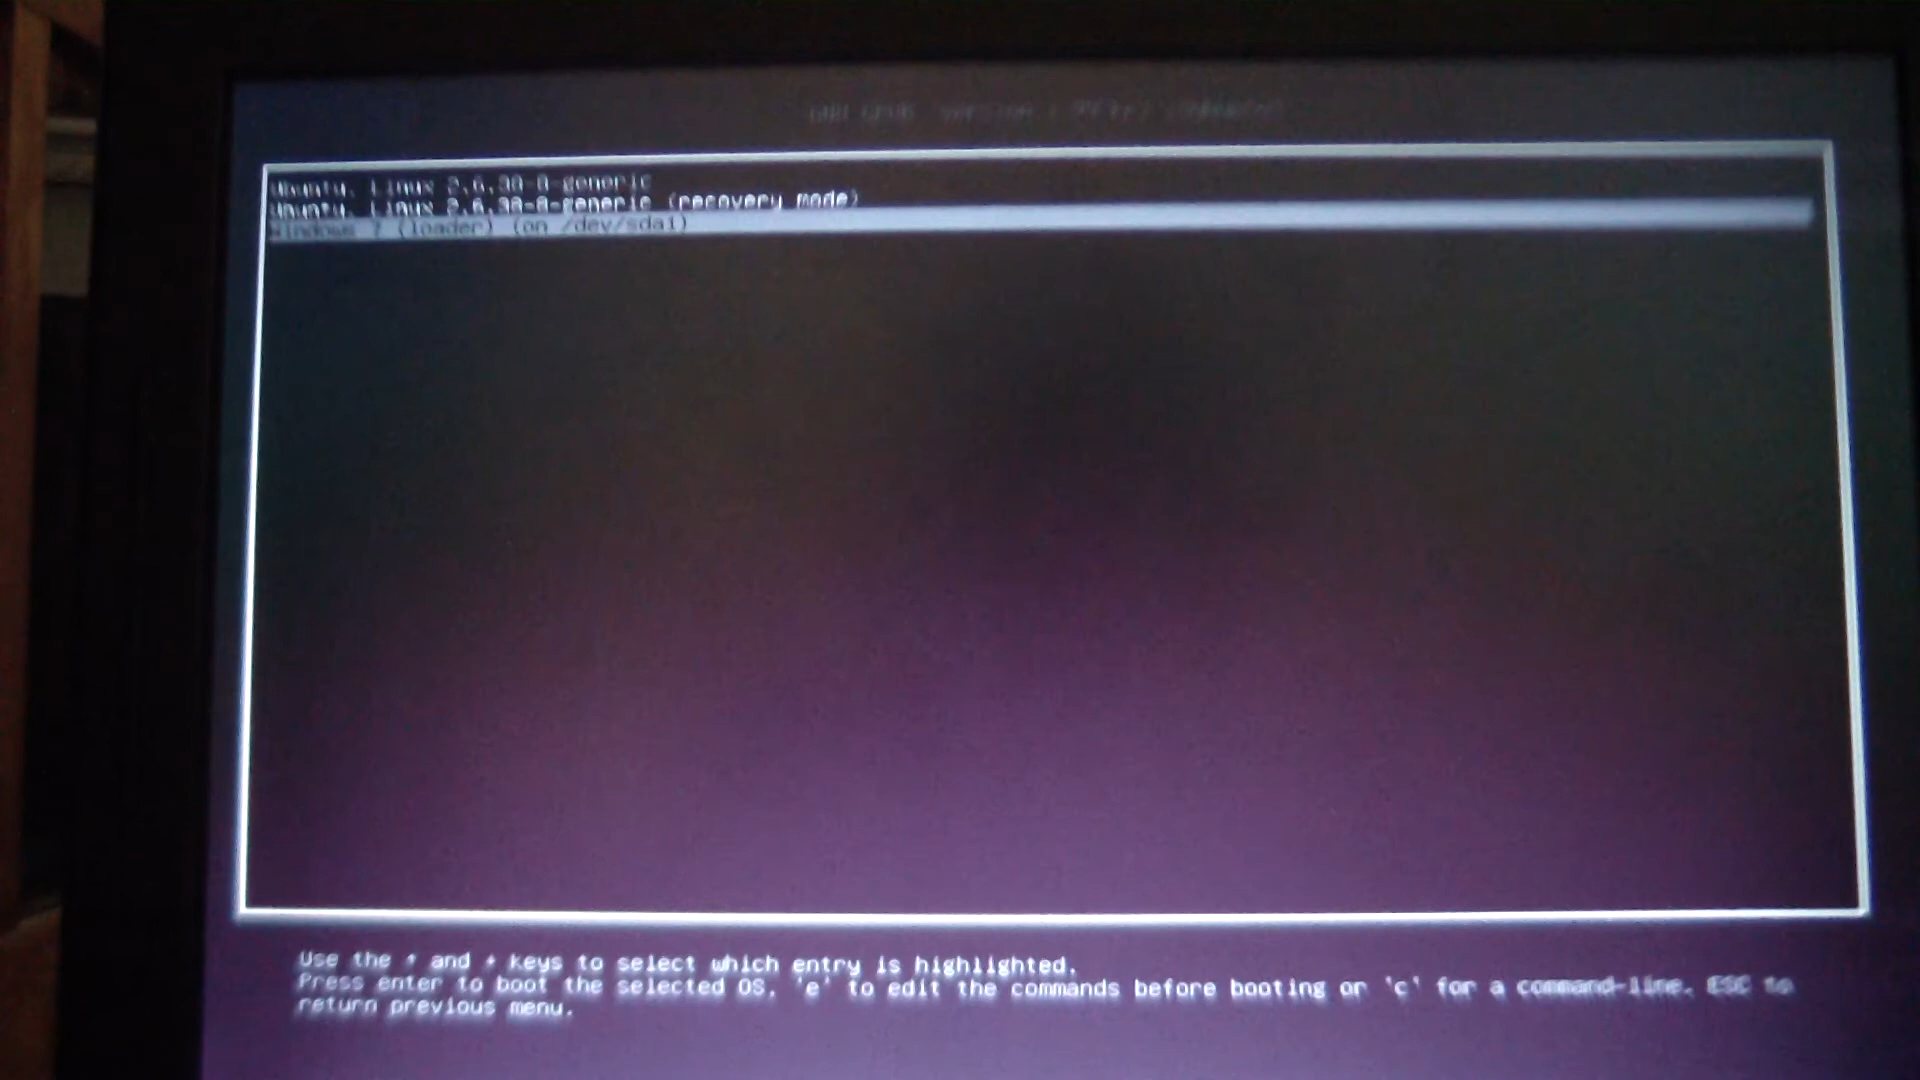 Ubuntu, Linux 2.6.38-8-generic
Ubuntu, Linux 2.6.38-8-generic (recovery mode)
Windows 7 (loader) (on /dev/sda1)
Use the ↑ and ↓ keys to select which entry is highlighted.
Press enter to boot the selected OS, 'e' to edit the commands before booting or 'c' for a command-line. ESC to
return previous menu.